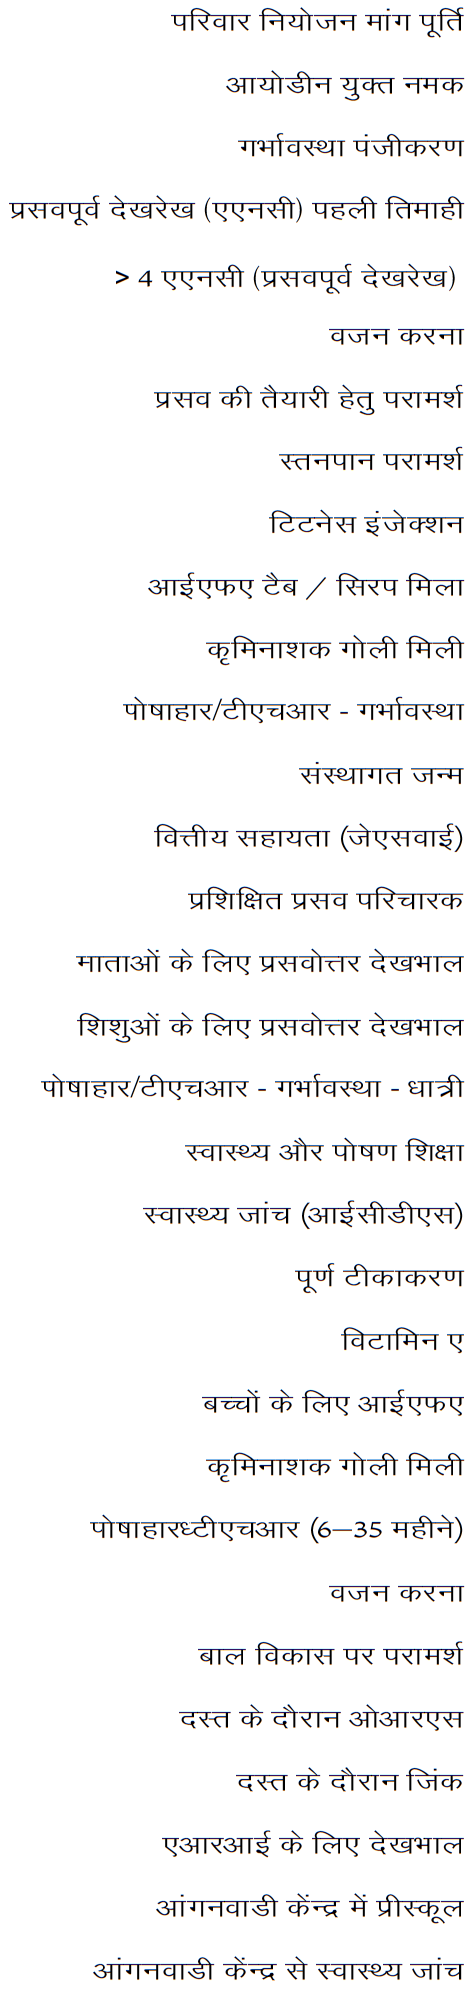 परिवार नियोजन मांग पूर्ति
आयोडीन युक्त नमक
गर्भावस्था पंजीकरण
प्रसवपूर्व देखरेख (एएनसी) पहली तिमाही
> 4 एएनसी (प्रसवपूर्व देखरेख)
वजन करना
प्रसव की तैयारी हेतु परामर्श
स्तनपान परामर्श
टिटनेस इंजेक्शन
आईएफए टैब / सिरप मिला
कृमिनाशक गोली मिली
पोषाहार/टीएचआर - गर्भावस्था
संस्थागत जन्म
वित्तीय सहायता (जेएसवाई)
प्रशिक्षित प्रसव परिचारक
माताओं के लिए प्रसवोत्तर देखभाल
शिशुओं के लिए प्रसवोत्तर देखभाल
पोषाहार/टीएचआर - गर्भावस्था - धात्री
स्वास्थ्य और पोषण शिक्षा
स्वास्थ्य जांच (आईसीडीएस)
पूर्ण टीकाकरण
विटामिन ए
बच्चों के लिए आईएफए
कृमिनाशक गोली मिली
पोषाहारध्टीएचआर (6–35 महीने)
वजन करना
बाल विकास पर परामर्श
दस्त के दौरान ओआरएस
दस्त के दौरान जिंक
एआरआई के लिए देखभाल
आंगनवाडी केंन्द्र में प्रीस्कूल
आंगनवाडी केंन्द्र से स्वास्थ्य जांच